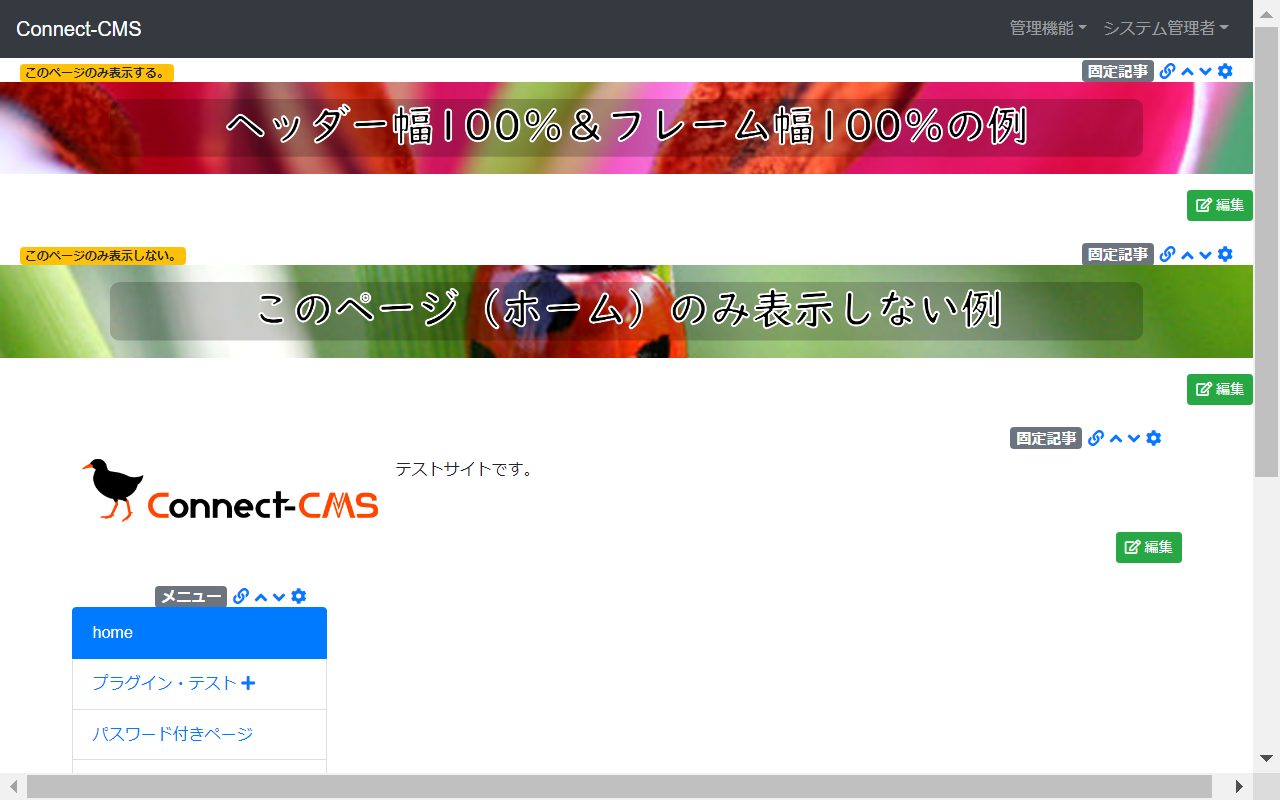 Connect-CMS 管理機能 システム管理者
このページのみ表示する。 固定記事
ヘッダー幅100%&フレーム幅100%の例
編集
このページのみ表示しない。 固定記事
このページ（ホーム）のみ表示しない例
編集
固定記事
テストサイトです。
Connect-CMS
編集
メニュー
home
プラグイン・テスト
パスワード付きページ